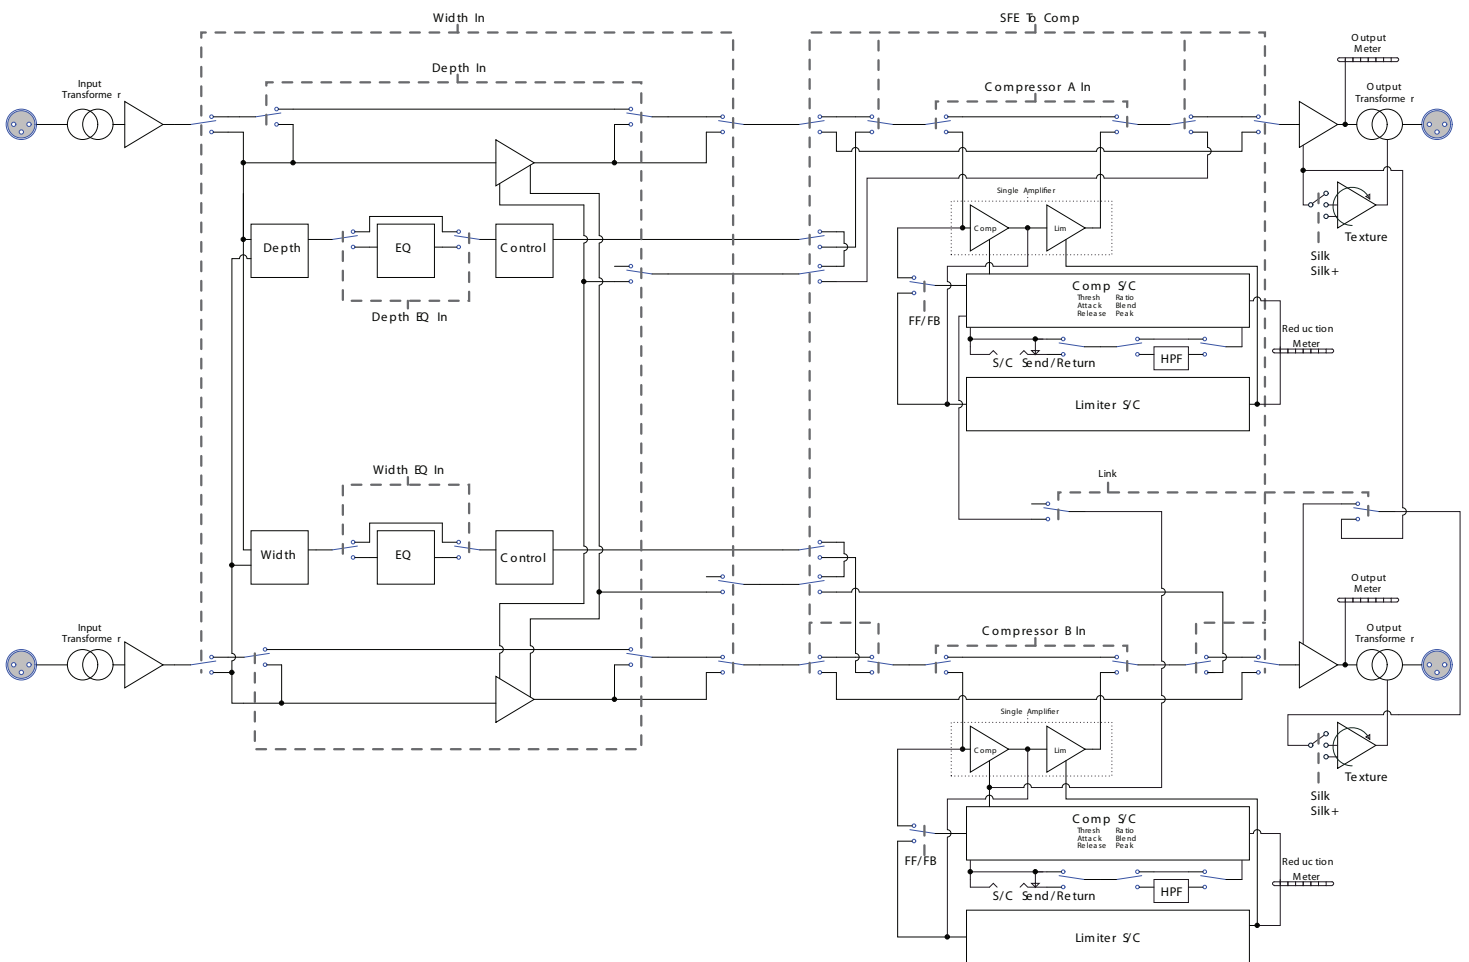 Width In
SFE To Comp
Output
Meter
Depth In
Input
Transformer
Compressor A In
Output
Transformer
Single Amplifier
Comp
Lim
Texture
Silk
Silk+
Depth
EQ
Control
Depth EQ In
Comp S/C
Thresh Ratio
Attack Blend
Release Peak
FF/FB
Reduction
Meter
S/C Send/Return
HPF
Limiter S/C
Width EQ In
Link
Width
EQ
Control
Output
Meter
Input
Transformer
Compressor B In
Output
Transformer
Single Amplifier
Comp
Lim
Texture
Silk
Silk+
Comp S/C
Thresh Ratio
Attack Blend
Release Peak
FF/FB
Reduction
Meter
S/C Send/Return
HPF
Limiter S/C